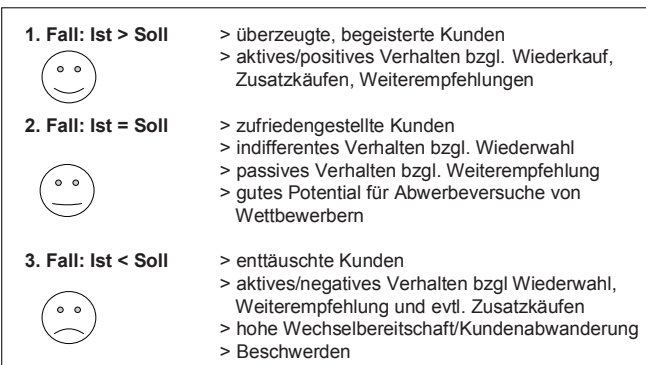 1. Fall: Ist > Soll
> überzeugte, begeisterte Kunden
> aktives/positives Verhalten bzgl. Wiederkauf,
Zusatzkäufen, Weiterempfehlungen
2. Fall: Ist = Soll
> zufriedengestellte Kunden
> indifferentes Verhalten bzgl. Wiederwahl
> passives Verhalten bzgl. Weiterempfehlung
> gutes Potential für Abwerbeversuche von
Wettbewerbern
3. Fall: Ist < Soll
> enttäuschte Kunden
> aktives/negatives Verhalten bzgl Wiederwahl,
Weiterempfehlung und evtl. Zusatzkäufen
> hohe Wechselbereitschaft/Kundenabwanderung
> Beschwerden